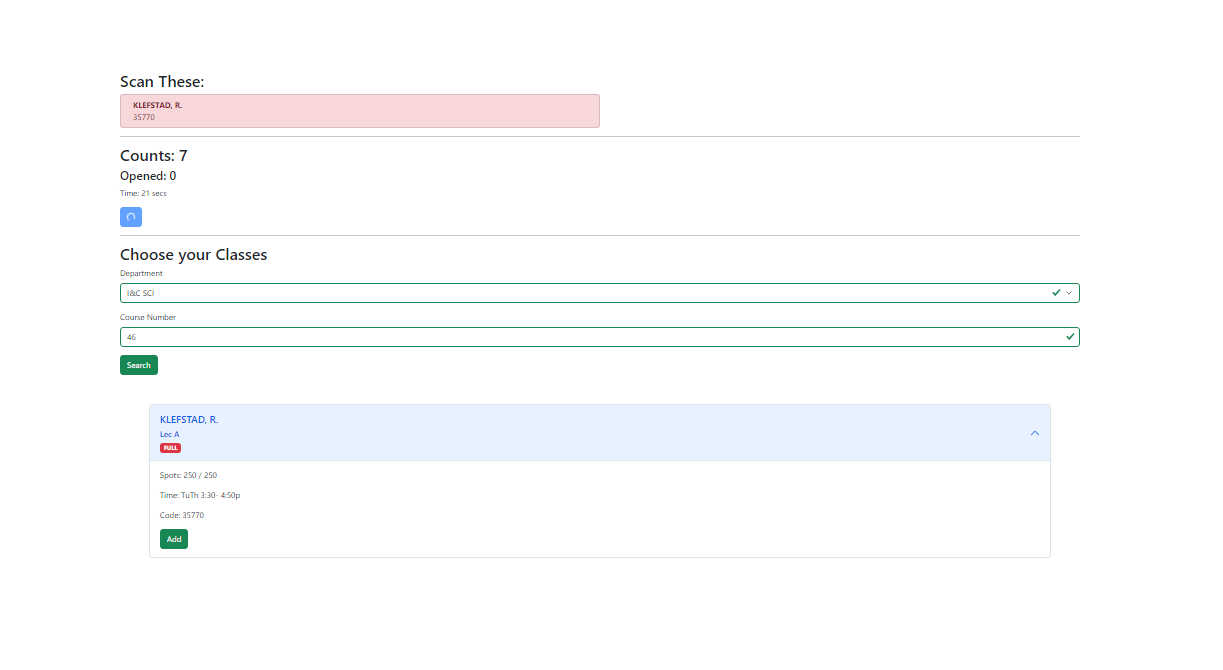 Scan These:
KLEFSTAD, R.
35770
Counts: 7
Opened: 0
Time: 21 secs
Choose your Classes
Department
I&C SCI
Course Number
46
Search
KLEFSTAD, R.
Lec A
FULL
Spots: 250 / 250
Time: TuTh 3:30- 4:50p
Code: 35770
Add